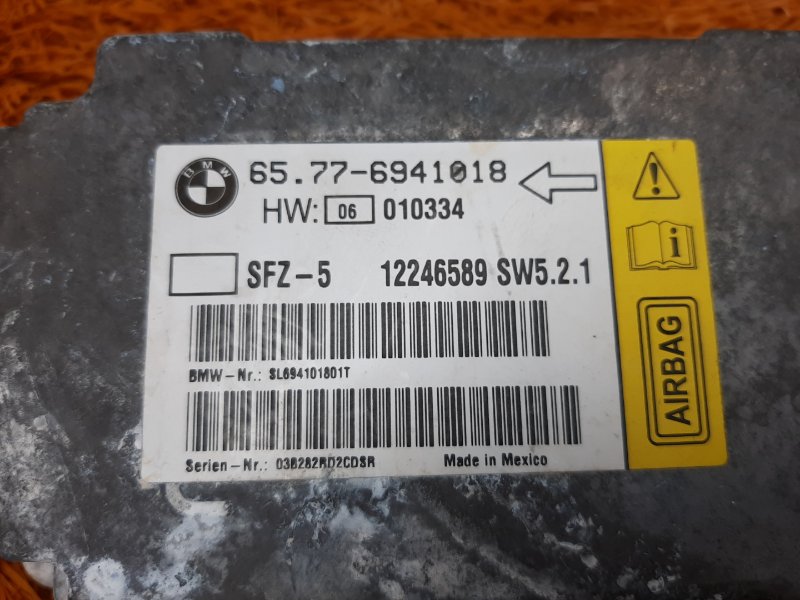 BMW
65.77-6941018
HW: 06 010334
SFZ-5 12246589 SW5.2.1
BMW-Nr.: SL694101801T
Serien-Nr.: 03B282RD2CDSR
Made in Mexico
AIRBAG